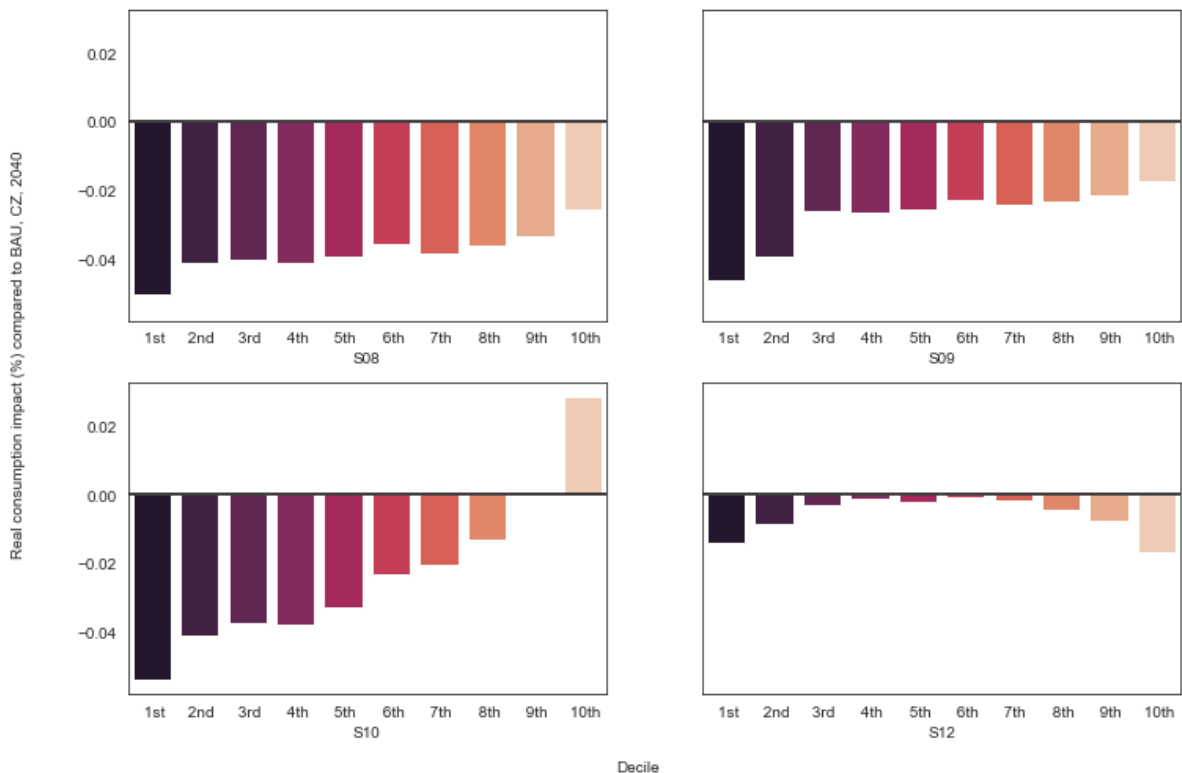 Real consumption impact (%) compared to BAU, CZ, 2040
0.02
0.00
−0.02
−0.04
1st 2nd 3rd 4th 5th 6th 7th 8th 9th 10th
S08
1st 2nd 3rd 4th 5th 6th 7th 8th 9th 10th
S09
0.02
0.00
−0.02
−0.04
1st 2nd 3rd 4th 5th 6th 7th 8th 9th 10th
S10
1st 2nd 3rd 4th 5th 6th 7th 8th 9th 10th
S12
Decile